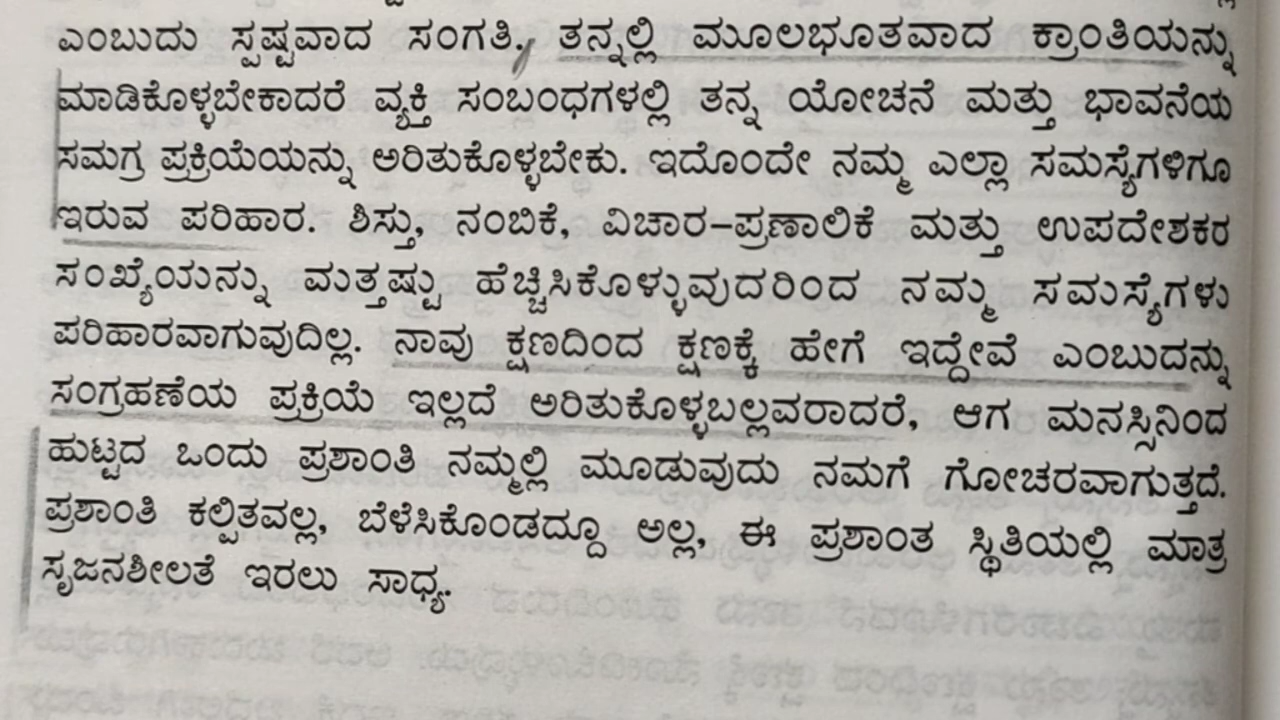 ಎಂಬುದು ಸ್ಪಷ್ಟವಾದ ಸಂಗತಿ. ತನ್ನಲ್ಲಿ ಮೂಲಭೂತವಾದ ಕ್ರಾಂತಿಯನ್ನು
ಮಾಡಿಕೊಳ್ಳಬೇಕಾದರೆ ವ್ಯಕ್ತಿ ಸಂಬಂಧಗಳಲ್ಲಿ ತನ್ನ ಯೋಚನೆ ಮತ್ತು ಭಾವನೆಯ
ಸಮಗ್ರ ಪ್ರಕ್ರಿಯೆಯನ್ನು ಅರಿತುಕೊಳ್ಳಬೇಕು. ಇದೊಂದೇ ನಮ್ಮ ಎಲ್ಲಾ ಸಮಸ್ಯೆಗಳಿಗೂ
ಇರುವ ಪರಿಹಾರ. ಶಿಸ್ತು, ನಂಬಿಕೆ, ವಿಚಾರ-ಪ್ರಣಾಲಿಕೆ ಮತ್ತು ಉಪದೇಶಕರ
ಸಂಖ್ಯೆಯನ್ನು ಮತ್ತಷ್ಟು ಹೆಚ್ಚಿಸಿಕೊಳ್ಳುವುದರಿಂದ ನಮ್ಮ ಸಮಸ್ಯೆಗಳು
ಪರಿಹಾರವಾಗುವುದಿಲ್ಲ. ನಾವು ಕ್ಷಣದಿಂದ ಕ್ಷಣಕ್ಕೆ ಹೇಗೆ ಇದ್ದೇವೆ ಎಂಬುದನ್ನು
ಸಂಗ್ರಹಣೆಯ ಪ್ರಕ್ರಿಯೆ ಇಲ್ಲದೆ ಅರಿತುಕೊಳ್ಳಬಲ್ಲವರಾದರೆ, ಆಗ ಮನಸ್ಸಿನಿಂದ
ಹುಟ್ಟದ ಒಂದು ಪ್ರಶಾಂತಿ ನಮ್ಮಲ್ಲಿ ಮೂಡುವುದು ನಮಗೆ ಗೋಚರವಾಗುತ್ತದೆ.
ಪ್ರಶಾಂತಿ ಕಲ್ಪಿತವಲ್ಲ, ಬೆಳೆಸಿಕೊಂಡದ್ದೂ ಅಲ್ಲ, ಈ ಪ್ರಶಾಂತ ಸ್ಥಿತಿಯಲ್ಲಿ ಮಾತ್ರ
ಸೃಜನಶೀಲತೆ ಇರಲು ಸಾಧ್ಯ.